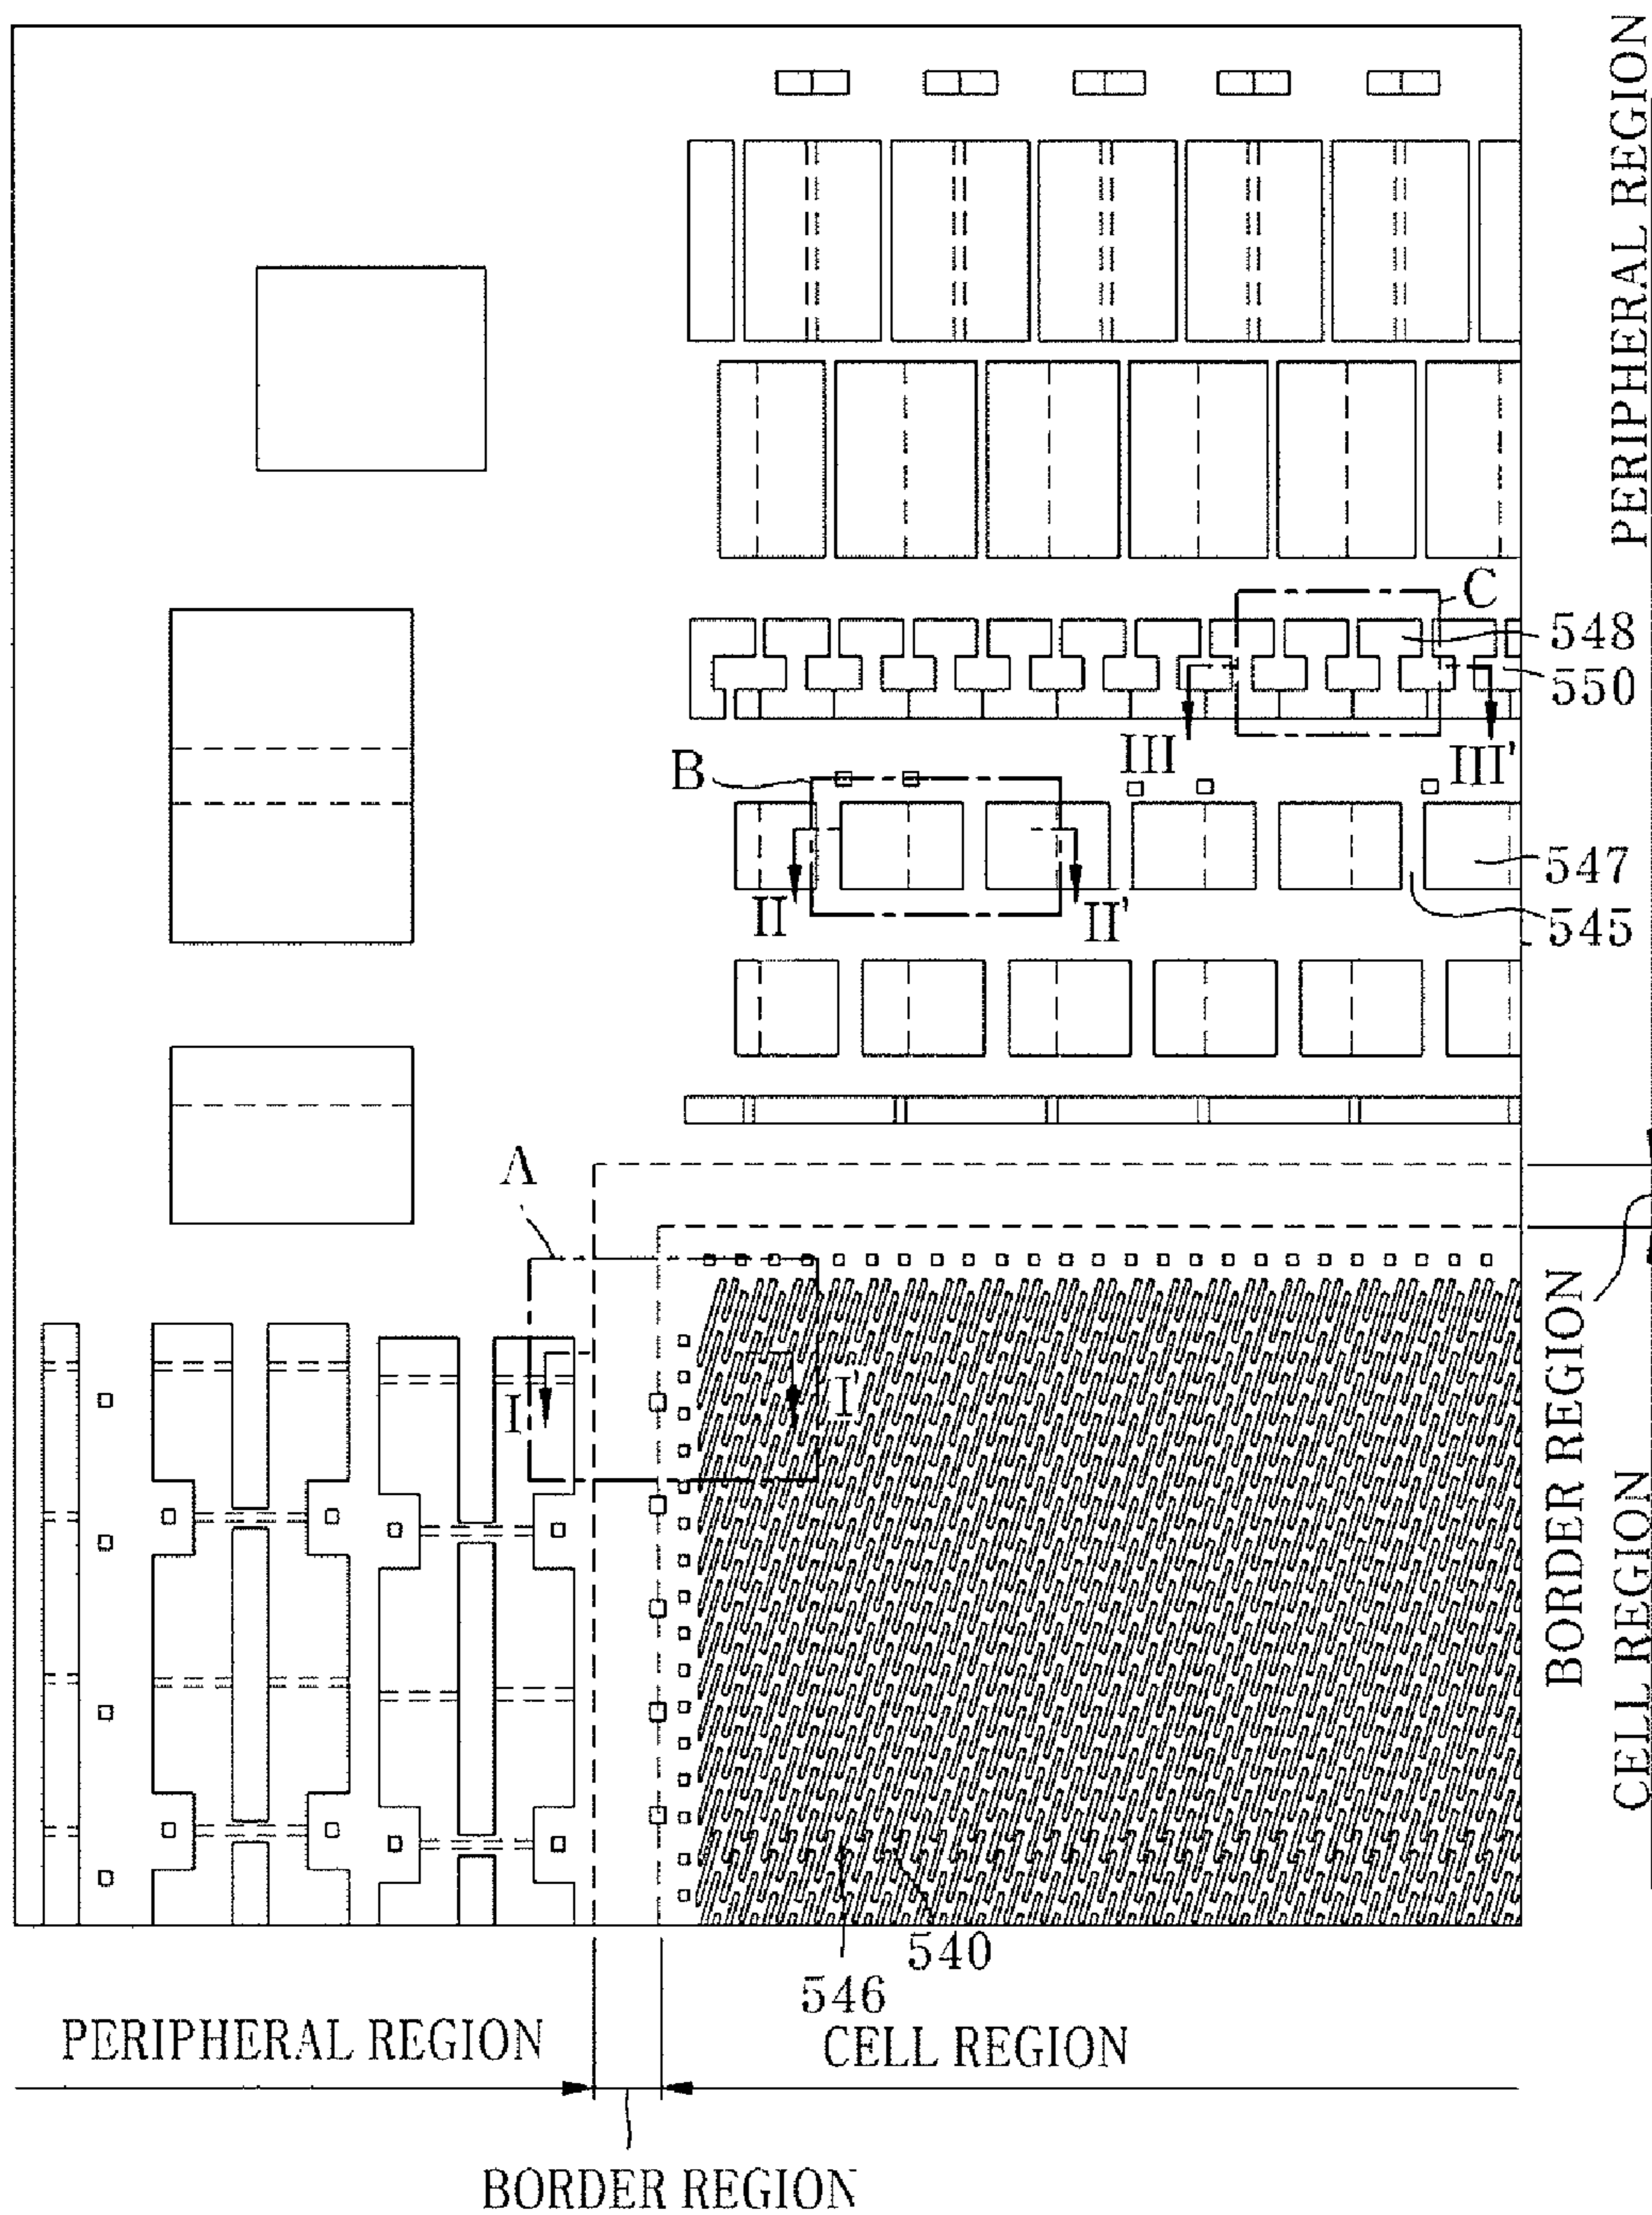 PERIPHERAL REGION
C
548
550
III
III'
B
547
II
II'
545
A
I
I'
BORDER REGION
CELL REGION
540
546
PERIPHERAL REGION
CELL REGION
BORDER REGION